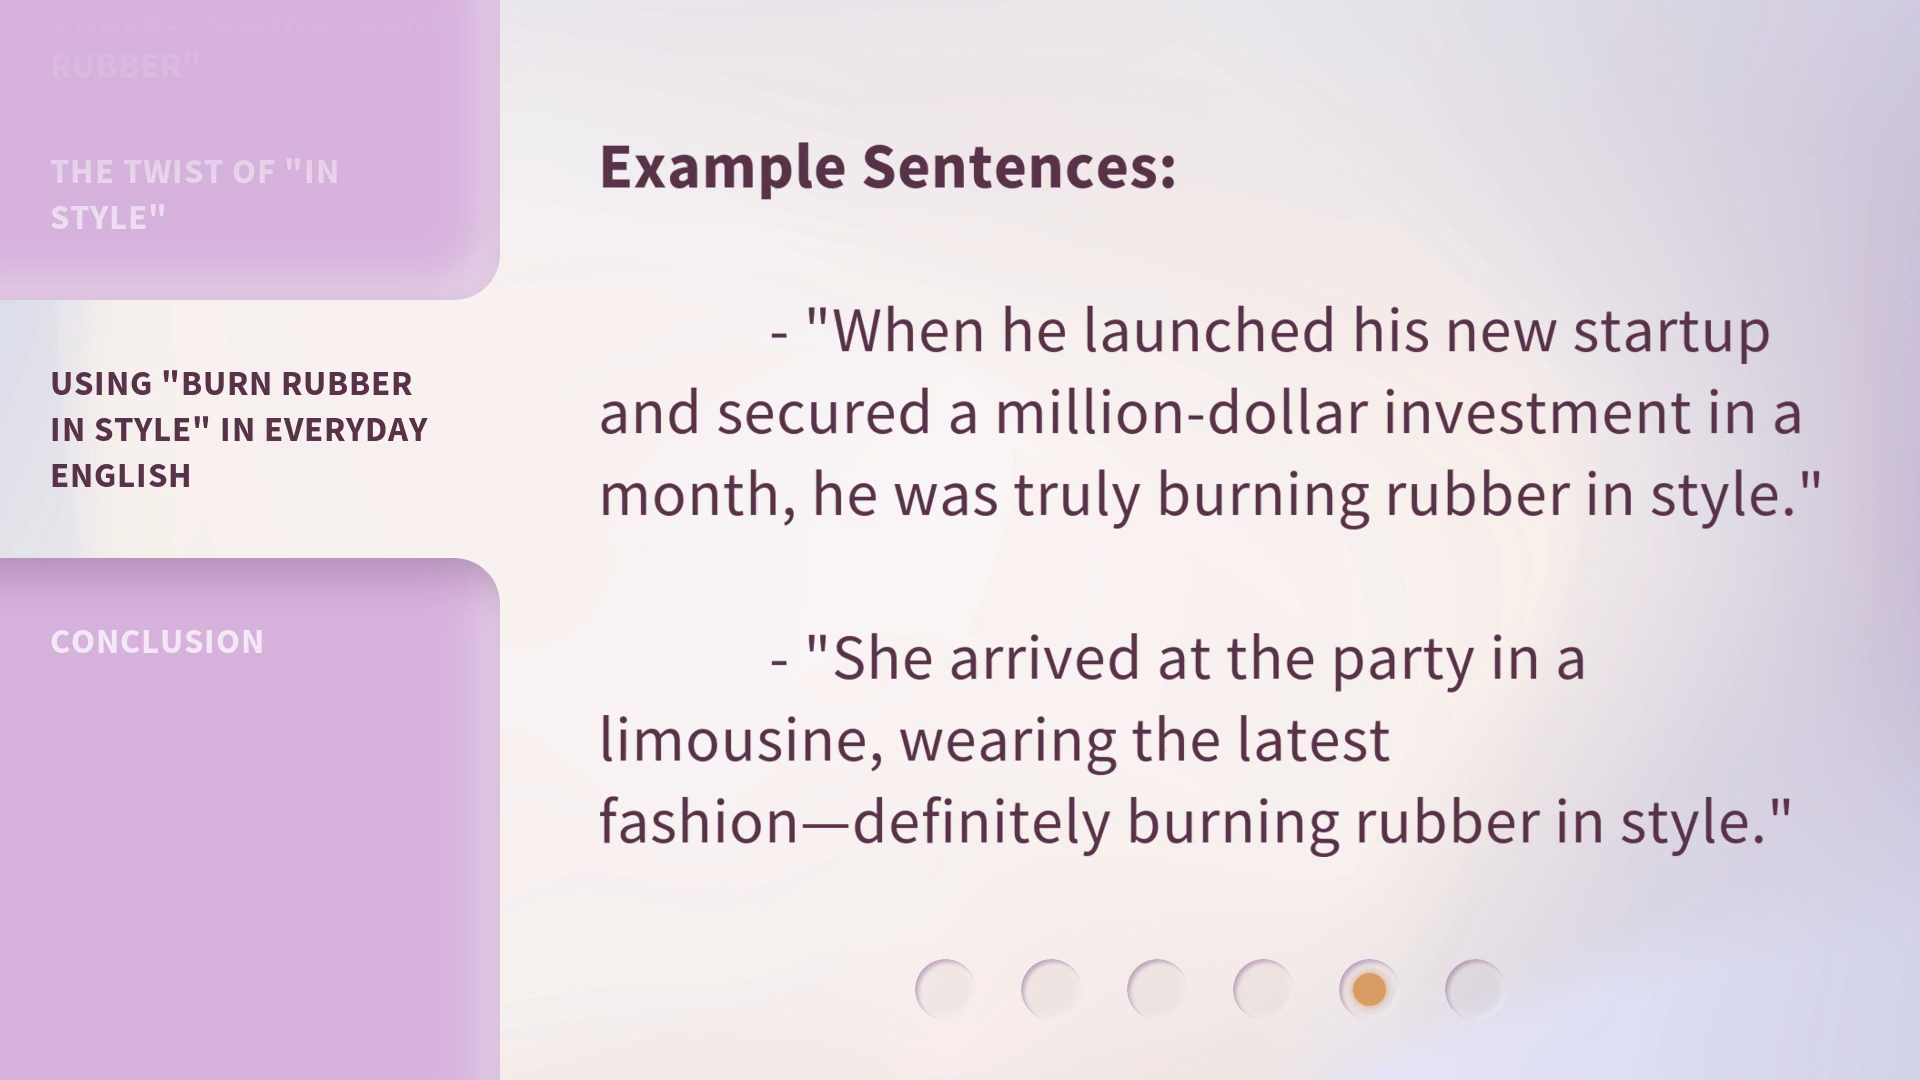 UNDERSTANDING "BURN
RUBBER"
THE TWIST OF "IN
STYLE"
USING "BURN RUBBER
IN STYLE" IN EVERYDAY
ENGLISH
CONCLUSION
Example Sentences:
- "When he launched his new startup
and secured a million-dollar investment in a
month, he was truly burning rubber in style."
- "She arrived at the party in a
limousine, wearing the latest
fashion—definitely burning rubber in style."